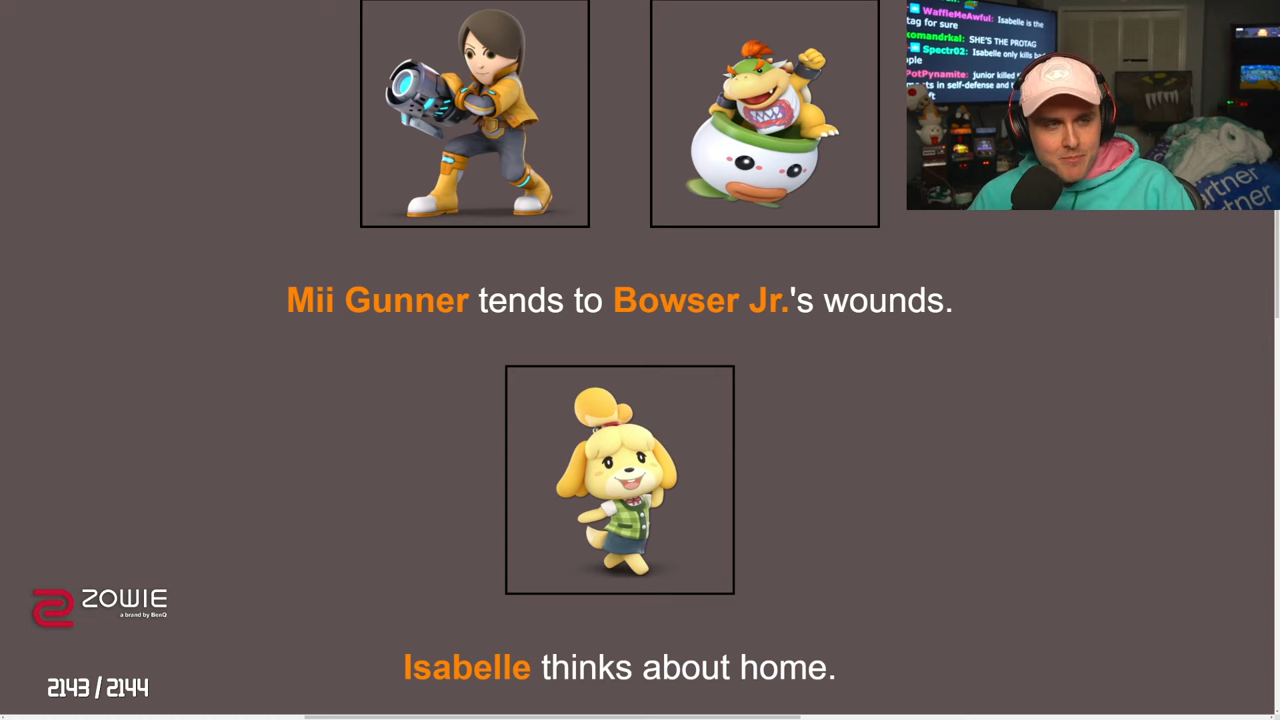 WaffleMeAwful: Isabelle is the
tag for sure
komandrkal: SHE'S THE PROTAG
Spectr02: Isabelle only kills
ople
PotPynamite: junior killed
in self-defense and
Mii Gunner tends to Bowser Jr.'s wounds.
Isabelle thinks about home.
ZOWIE
a brand by BenQ
2143 / 2144
artner
rtner